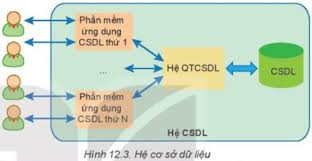 Phần mềm
ứng dụng
CSDL thứ 1
...
Hệ QTCSDL
CSDL
Phần mềm
ứng dụng
CSDL thứ N
Hệ CSDL
Hình 12.3. Hệ cơ sở dữ liệu